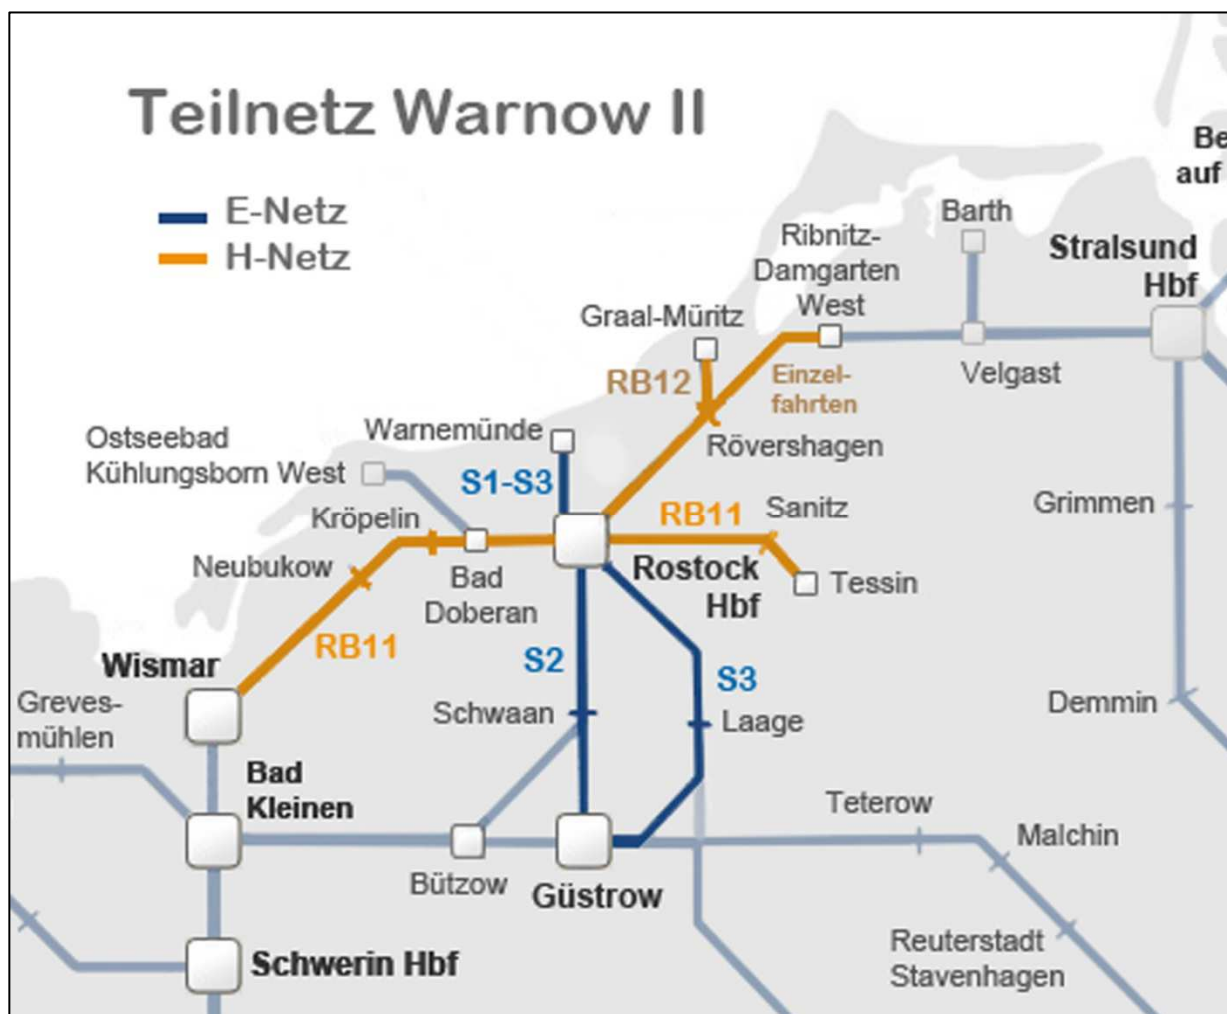 Teilnetz Warnow II
E-Netz
H-Netz
Be
auf
Barth
Ribnitz-
Damgarten
West
Stralsund
Hbf
Graal-Müritz
RB12
Einzel-
fahrten
Velgast
Warnemünde
Rövershagen
Ostseebad
Kühlungsborn West
S1-S3
Kröpelin
RB11
Sanitz
Grimmen
Neubukow
Bad
Doberan
Rostock
Hbf
Tessin
RB11
Wismar
S2
S3
Greves-
mühlen
Schwaan
Laage
Demmin
Bad
Kleinen
Teterow
Malchin
Bützow
Güstrow
Reuterstadt
Stavenhagen
Schwerin Hbf